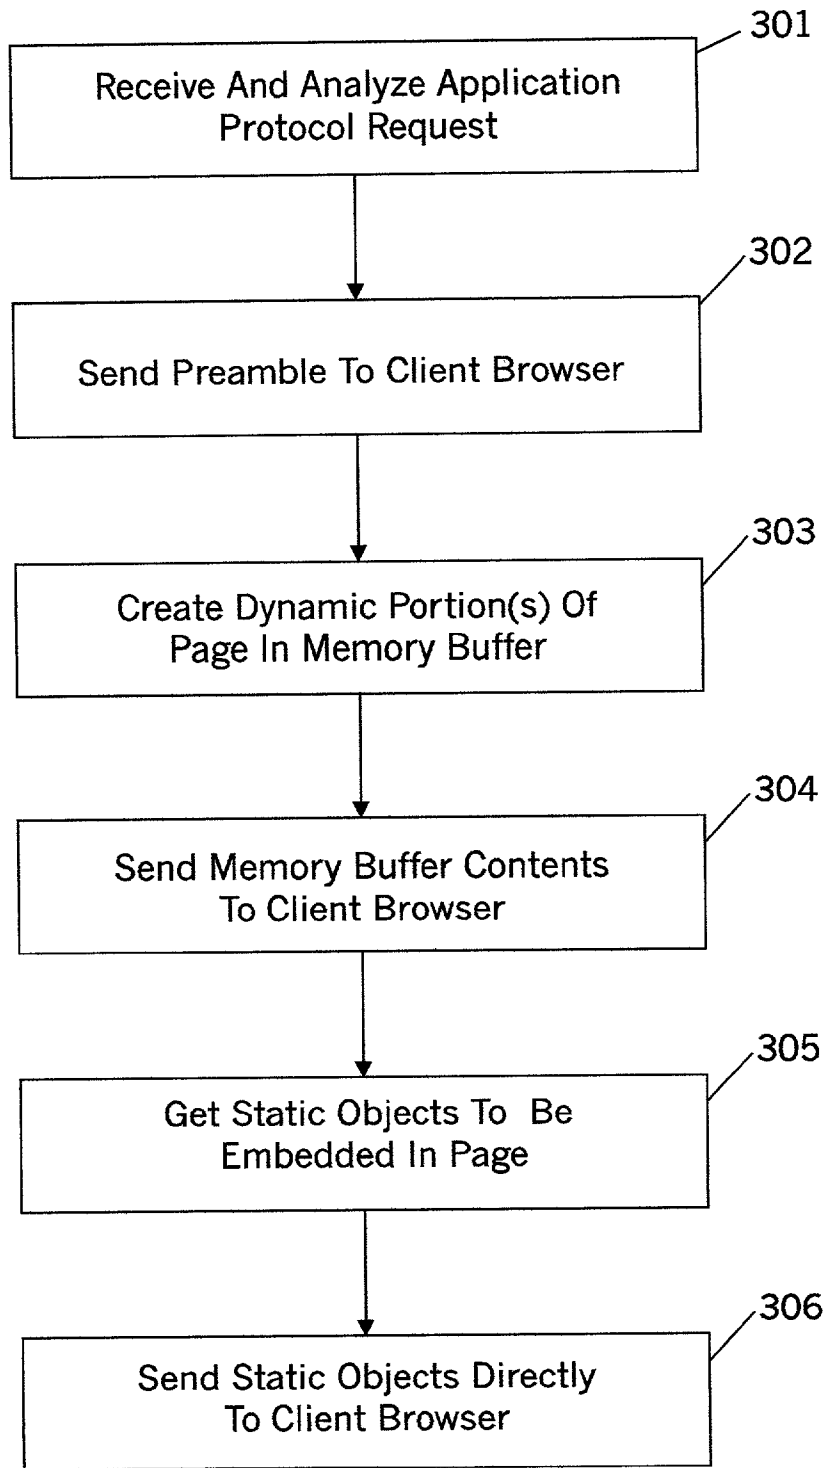 301
Receive And Analyze Application
Protocol Request
302
Send Preamble To Client Browser
303
Create Dynamic Portion(s) Of
Page In Memory Buffer
304
Send Memory Buffer Contents
To Client Browser
305
Get Static Objects To Be
Embedded In Page
306
Send Static Objects Directly
To Client Browser